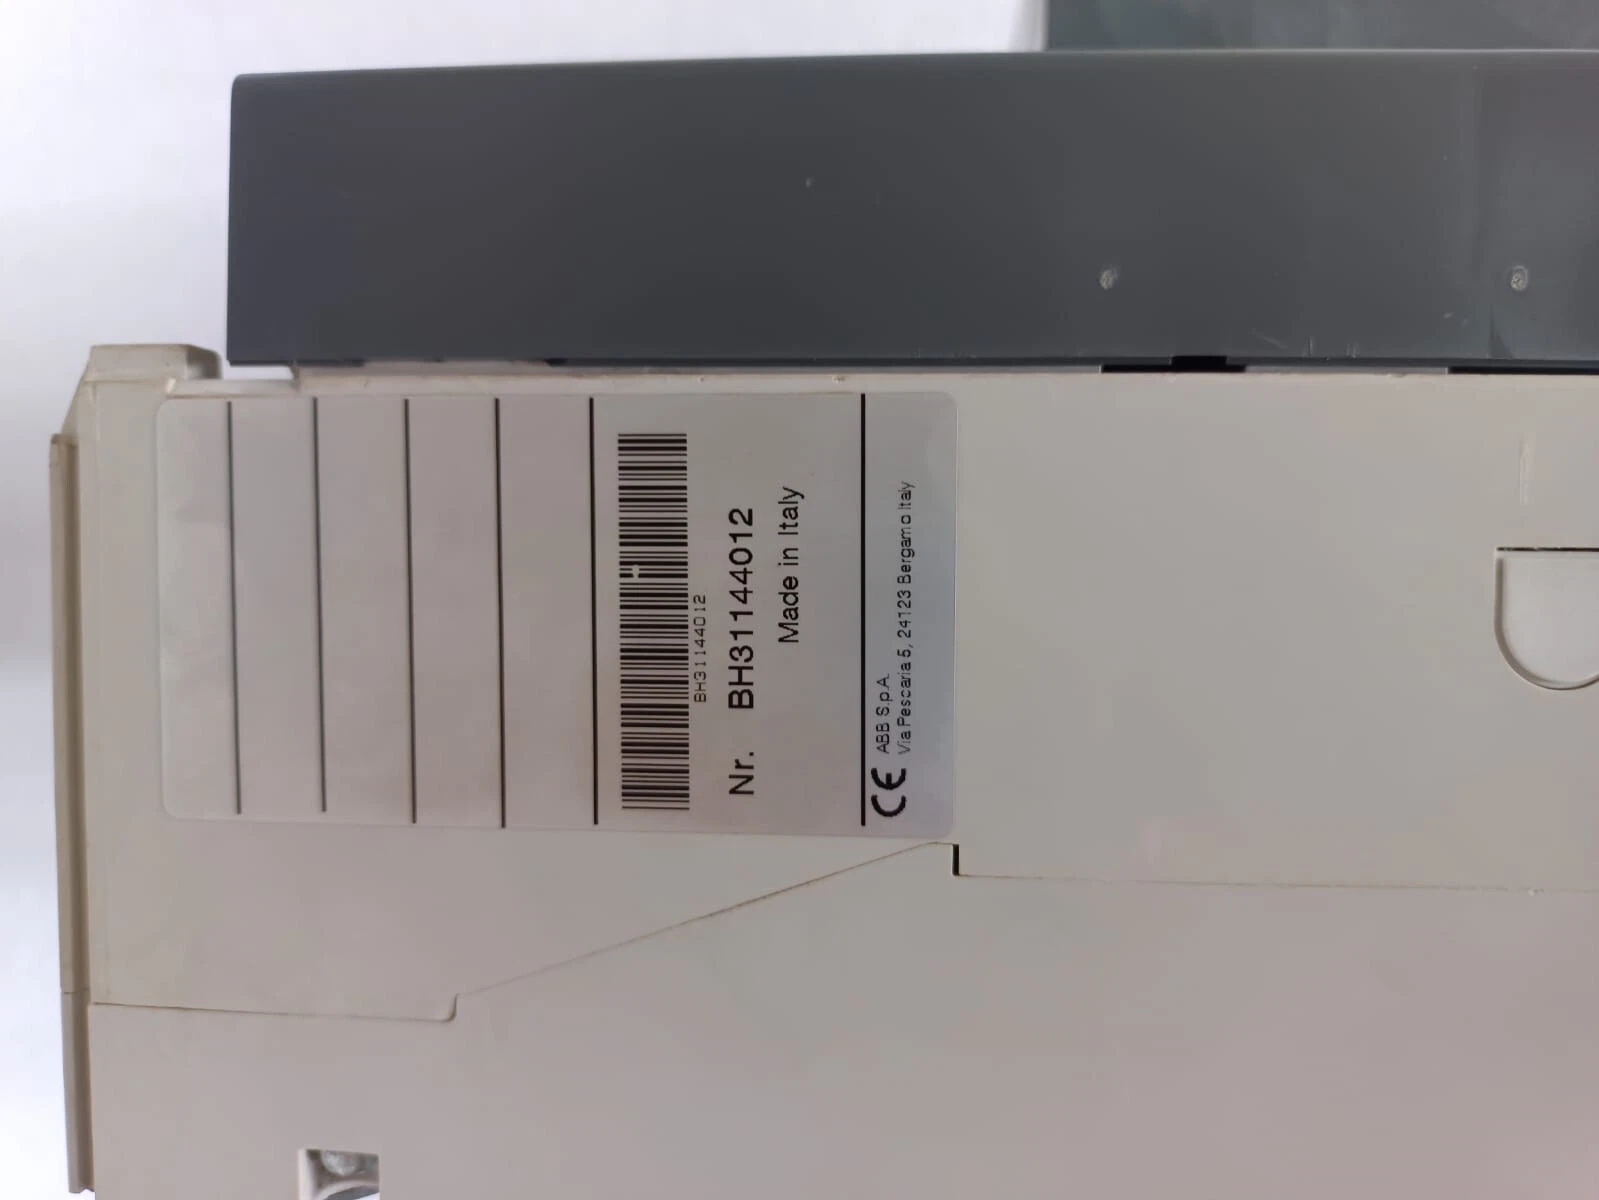 BH31144012
Nr. BH31144012
Made in Italy
CE ABB S.p.A.
Via Pescaria 5, 24123 Bergamo Italy